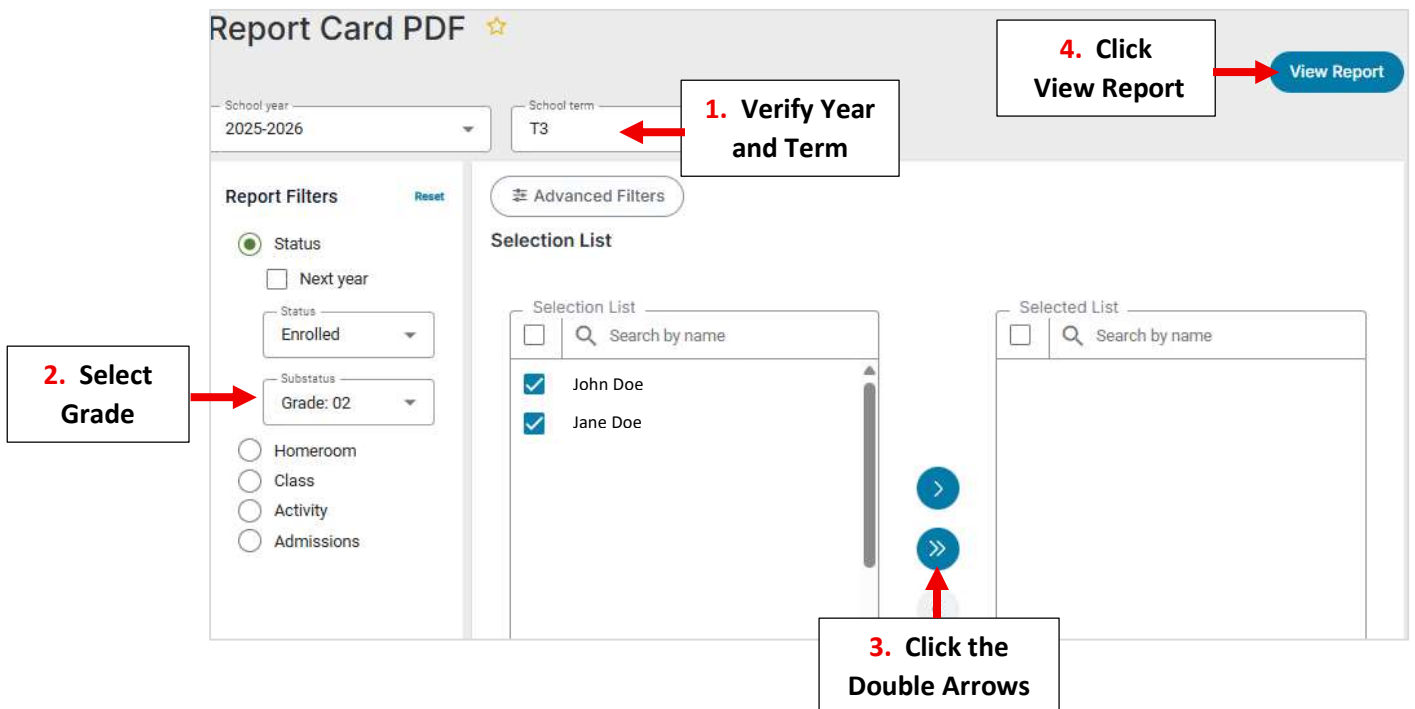 Report Card PDF
4. Click
View Report
View Report
School year
2025-2026
School term
T3
1. Verify Year
and Term
Report Filters
Reset
Advanced Filters
Status
Selection List
Next year
Status
Enrolled
Selection List
Search by name
Selected List
Search by name
2. Select
Grade
Substatus
Grade: 02
John Doe
Jane Doe
Homeroom
Class
Activity
Admissions
3. Click the
Double Arrows